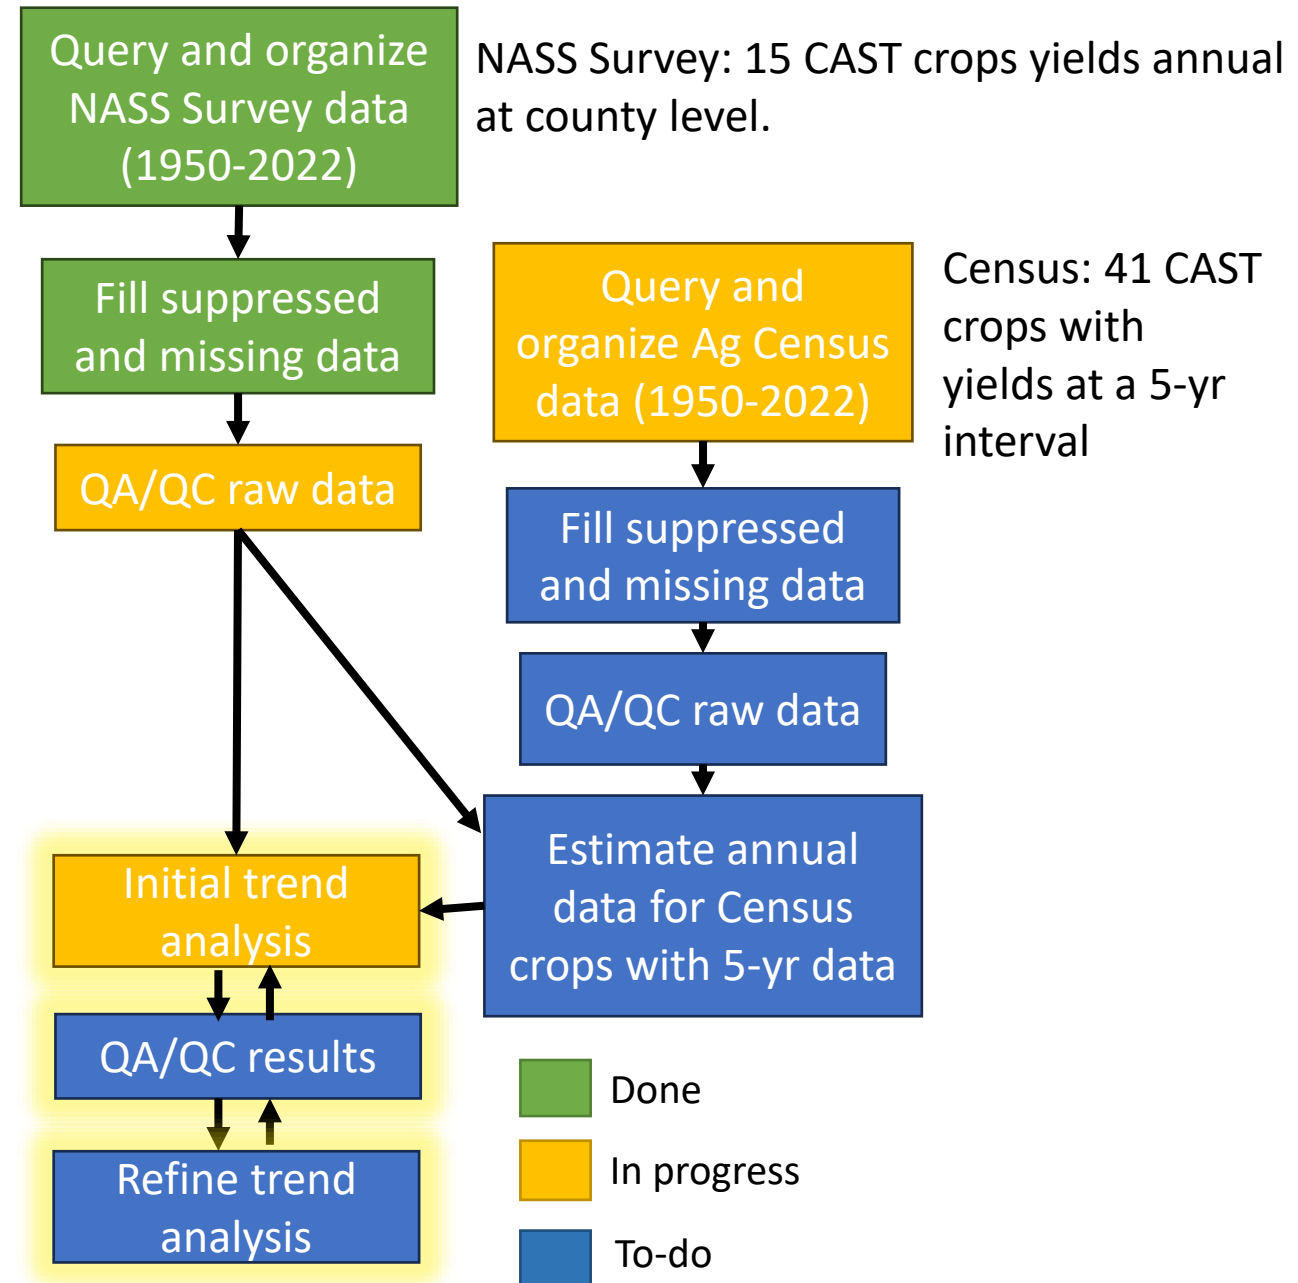 Query and organize
NASS Survey data
(1950-2022)
NASS Survey: 15 CAST crops yields annual
at county level.
Fill suppressed
and missing data
QA/QC raw data
Query and
organize Ag Census
data (1950-2022)
Census: 41 CAST
crops with
yields at a 5-yr
interval
Fill suppressed
and missing data
QA/QC raw data
Estimate annual
data for Census
crops with 5-yr data
Initial trend
analysis
QA/QC results
Refine trend
analysis
Done
In progress
To-do